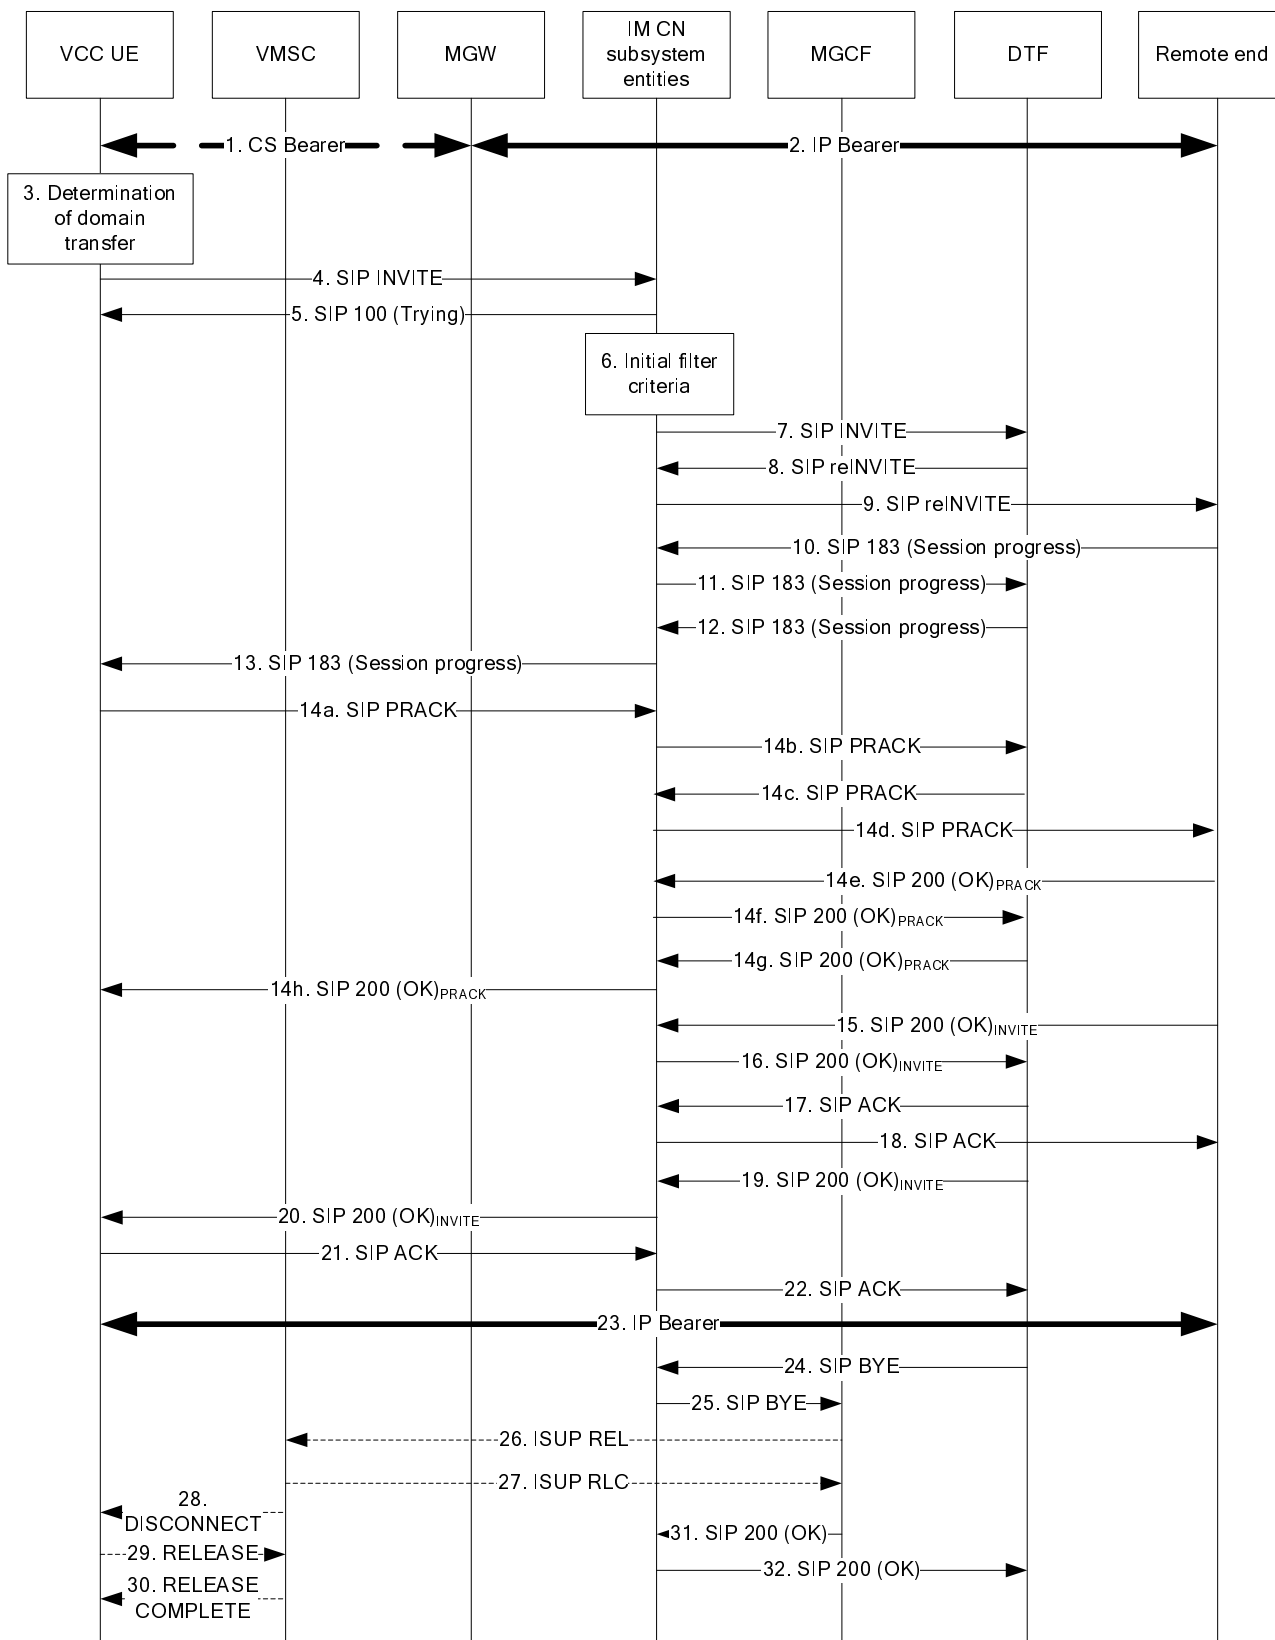 VCC UE
VMSC
MGW
IM CN
subsystem
entities
MGCF
DTF
Remote end
1. CS Bearer
2. IP Bearer
3. Determination
of domain
transfer
4. SIP INVITE
5. SIP 100 (Trying)
6. Initial filter
criteria
7. SIP INVITE
8. SIP reINVITE
9. SIP reINVITE
10. SIP 183 (Session progress)
11. SIP 183 (Session progress)
12. SIP 183 (Session progress)
13. SIP 183 (Session progress)
14a. SIP PRACK
14b. SIP PRACK
14c. SIP PRACK
14d. SIP PRACK
14e. SIP 200 (OK)PRACK
14f. SIP 200 (OK)PRACK
14g. SIP 200 (OK)PRACK
14h. SIP 200 (OK)PRACK
15. SIP 200 (OK)INVITE
16. SIP 200 (OK)INVITE
17. SIP ACK
18. SIP ACK
19. SIP 200 (OK)INVITE
20. SIP 200 (OK)INVITE
21. SIP ACK
22. SIP ACK
23. IP Bearer
24. SIP BYE
25. SIP BYE
26. ISUP REL
27. ISUP RLC
28.
DISCONNECT
29. RELEASE
30. RELEASE
COMPLETE
31. SIP 200 (OK)
32. SIP 200 (OK)